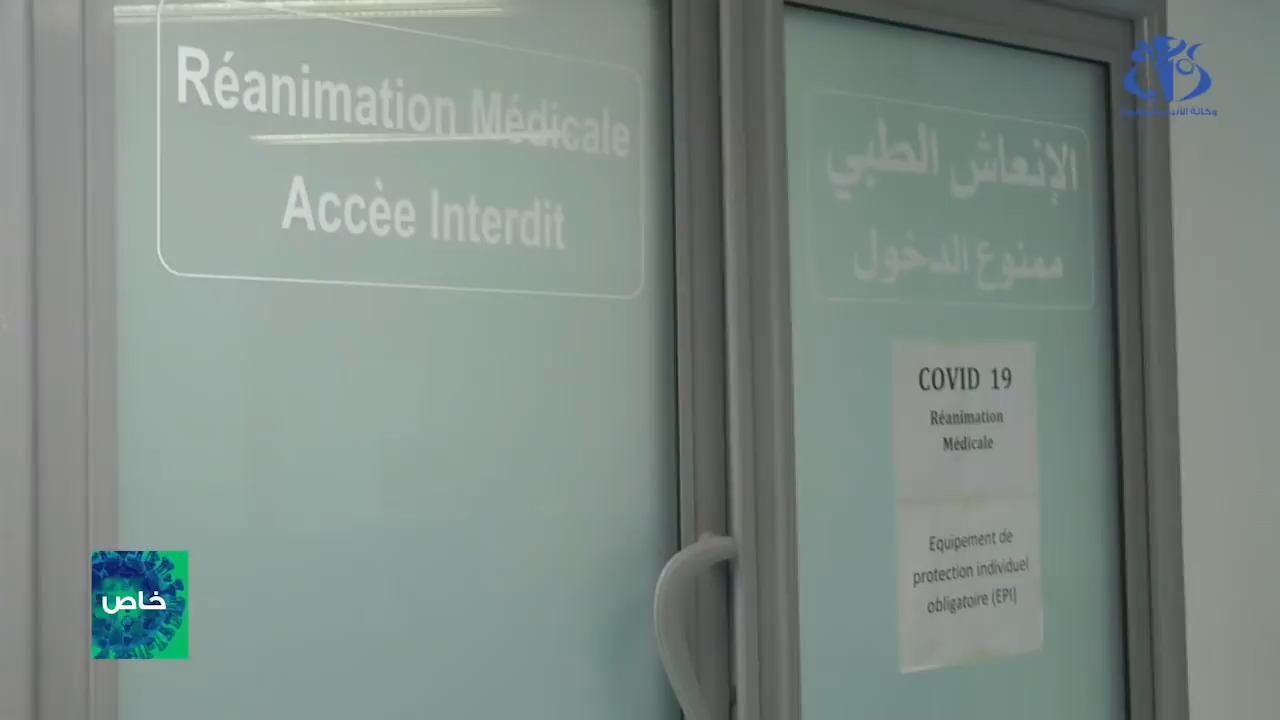 Réanimation Médicale
Accèe Interdit
الإنعاش الطبي
ممنوع الدخول
COVID 19
Réanimation
Médicale
Equipement de
protection individuel
obligatoire (EPI)
خاص
وكالة